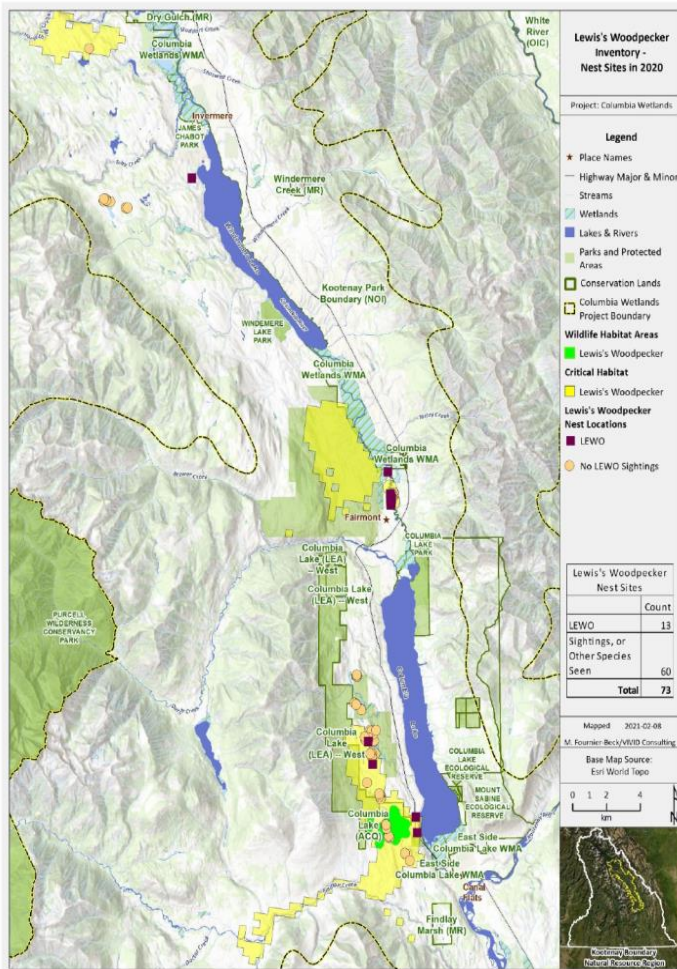 Dry Gulch (MR)
Columbia
Wetlands WMA
White
River
(OIC)
Invermere
JAMES
CHABOT
PARK
Windermere
Creek (MR)
Kootenay Park
Boundary (NOI)
WINDEMERE
LAKE
PARK
Columbia
Wetlands WMA
Columbia
Wetlands WMA
Fairmont
COLUMBIA
LAKE
PARK
Columbia
Lake (LEA)
-- West
Columbia Lake
(LEA) -- West
PURCELL
WILDERNESS
CONSERVANCY
PARK
Columbia
Lake
Columbia
Lake
(LEA) -- West
COLUMBIA
LAKE
ECOLOGICAL
RESERVE
MOUNT
SABINE
ECOLOGICAL
RESERVE
Columbia
Lake
(ACQ)
East Side
Columbia Lake WMA
East Side
Columbia Lake WMA
Canal
Flats
Findlay
Marsh (MR)
Lewis's Woodpecker
Inventory -
Nest Sites in 2020
Project: Columbia Wetlands
Legend
Place Names
Highway Major & Minor
Streams
Wetlands
Lakes & Rivers
Parks and Protected
Areas
Conservation Lands
Columbia Wetlands
Project Boundary
Wildlife Habitat Areas
Lewis's Woodpecker
Critical Habitat
Lewis's Woodpecker
Lewis's Woodpecker
Nest Locations
LEWO
No LEWO Sightings
Lewis's Woodpecker
Nest Sites
Count
LEWO 13
Sightings, or
Other Species
Seen 60
Total 73
Mapped 2021-02-08
M. Fournier-Beck/VIVID Consulting
Base Map Source:
Esri World Topo
0 1 2 4
km
N
Kootenay Boundary
Natural Resource Region